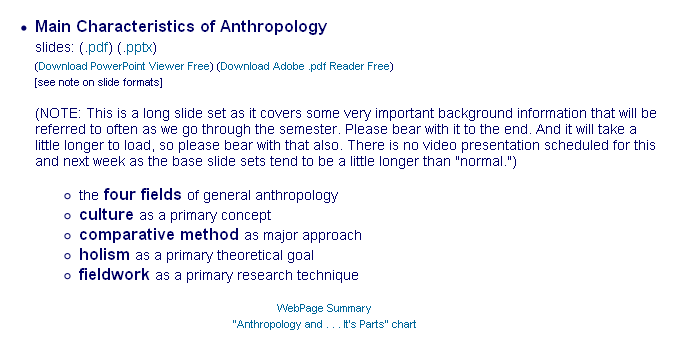 Main Characteristics of Anthropology
slides: (.pdf) (.pptx)
(Download PowerPoint Viewer Free) (Download Adobe .pdf Reader Free)
[see note on slide formats]
(NOTE: This is a long slide set as it covers some very important background information that will be
referred to often as we go through the semester. Please bear with it to the end. And it will take a
little longer to load, so please bear with that also. There is no video presentation scheduled for this
and next week as the base slide sets tend to be a little longer than "normal.")
the four fields of general anthropology
culture as a primary concept
comparative method as major approach
holism as a primary theoretical goal
fieldwork as a primary research technique
WebPage Summary
"Anthropology and . . . It's Parts" chart